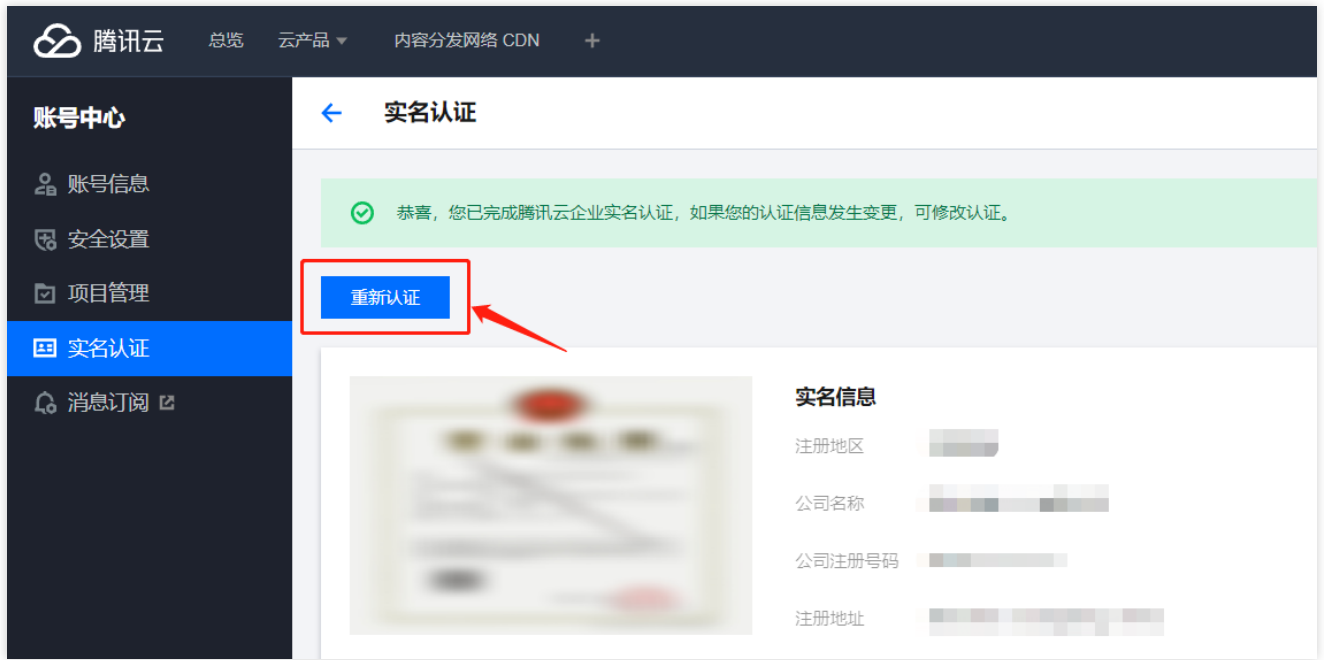 腾讯云 总览 云产品 内容分发网络 CDN +
账号中心
实名认证
账号信息
安全设置
项目管理
实名认证
消息订阅
恭喜，您已完成腾讯云企业实名认证，如果您的认证信息发生变更，可修改认证。
重新认证
实名信息
注册地区
公司名称
公司注册号码
注册地址